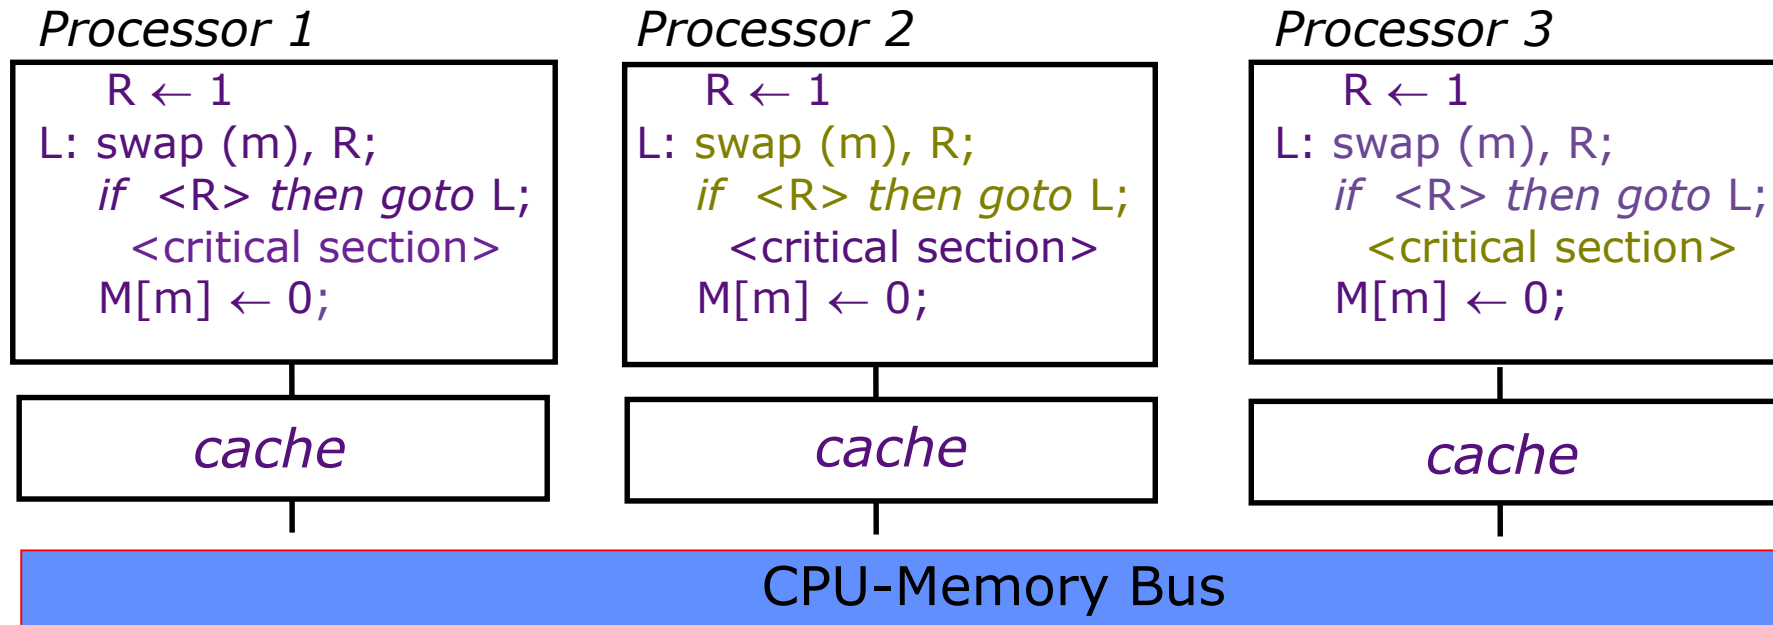 Processor 1
R ← 1
L: swap (m), R;
if <R> then goto L;
<critical section>
M[m] ← 0;
cache
Processor 2
R ← 1
L: swap (m), R;
if <R> then goto L;
<critical section>
M[m] ← 0;
cache
Processor 3
R ← 1
L: swap (m), R;
if <R> then goto L;
<critical section>
M[m] ← 0;
cache
CPU-Memory Bus